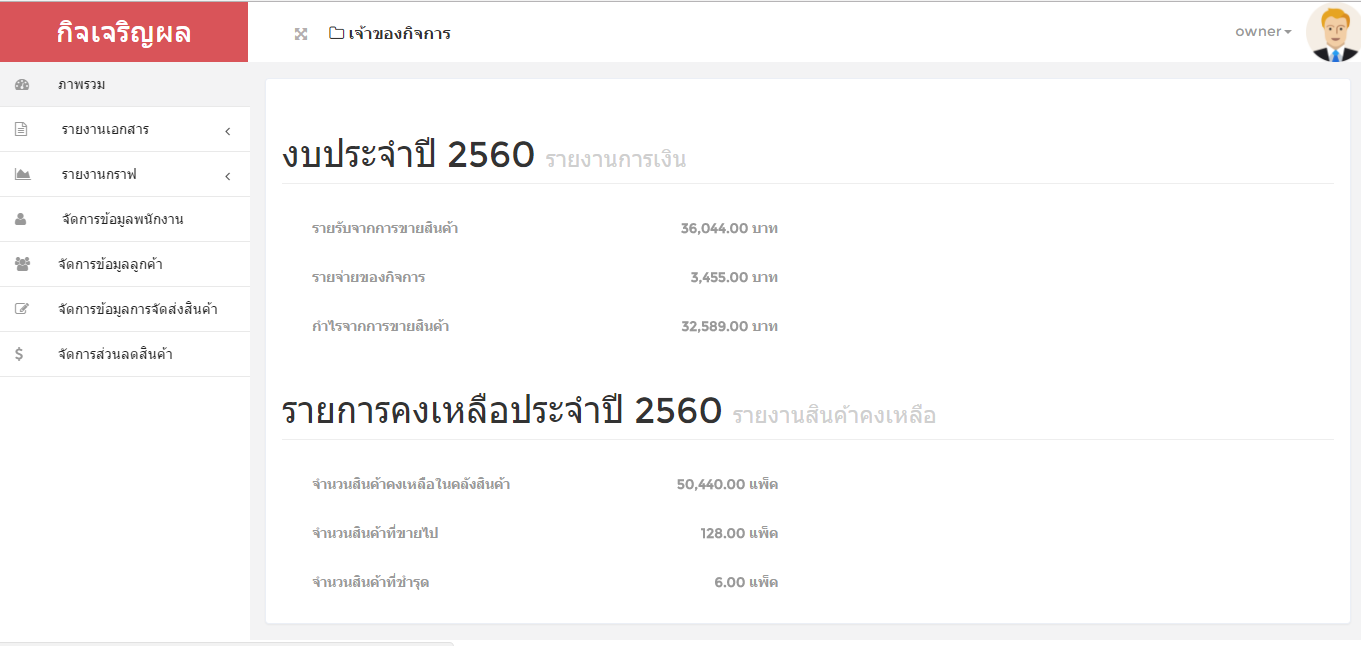 กิจเจริญผล
เจ้าของกิจการ
owner
ภาพรวม
รายงานเอกสาร
รายงานกราฟ
จัดการข้อมูลพนักงาน
จัดการข้อมูลลูกค้า
จัดการข้อมูลการจัดส่งสินค้า
จัดการส่วนลดสินค้า
งบประจำปี 2560 รายงานการเงิน
รายรับจากการขายสินค้า 36,044.00 บาท
รายจ่ายของกิจการ 3,455.00 บาท
กำไรจากการขายสินค้า 32,589.00 บาท
รายการคงเหลือประจำปี 2560 รายงานสินค้าคงเหลือ
จำนวนสินค้าคงเหลือในคลังสินค้า 50,440.00 แพ็ค
จำนวนสินค้าที่ขายไป 128.00 แพ็ค
จำนวนสินค้าที่ชำรุด 6.00 แพ็ค